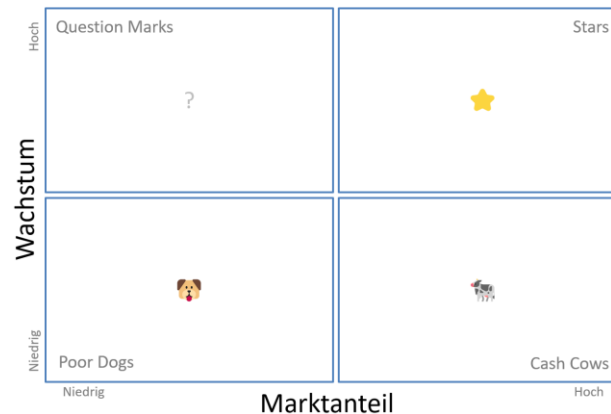 Question Marks
Stars
Hoch
?
Wachstum
Niedrig
Poor Dogs
Cash Cows
Niedrig
Marktanteil
Hoch